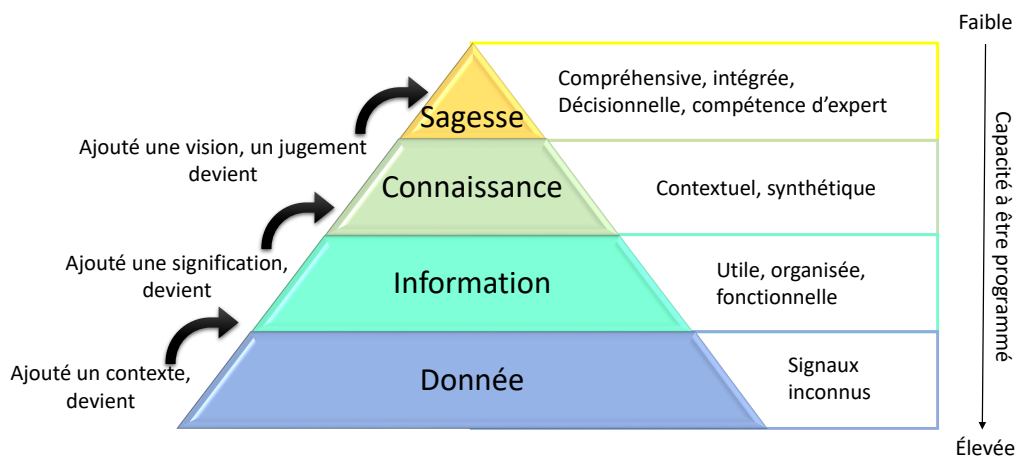 Faible
Compréhensive, intégrée,
Décisionnelle, compétence d’expert
Sagesse
Ajouté une vision, un jugement
devient
Connaissance
Contextuel, synthétique
Ajouté une signification,
devient
Information
Utile, organisée,
fonctionnelle
Capacité à être programmé
Ajouté un contexte,
devient
Donnée
Signaux
inconnus
Élevée